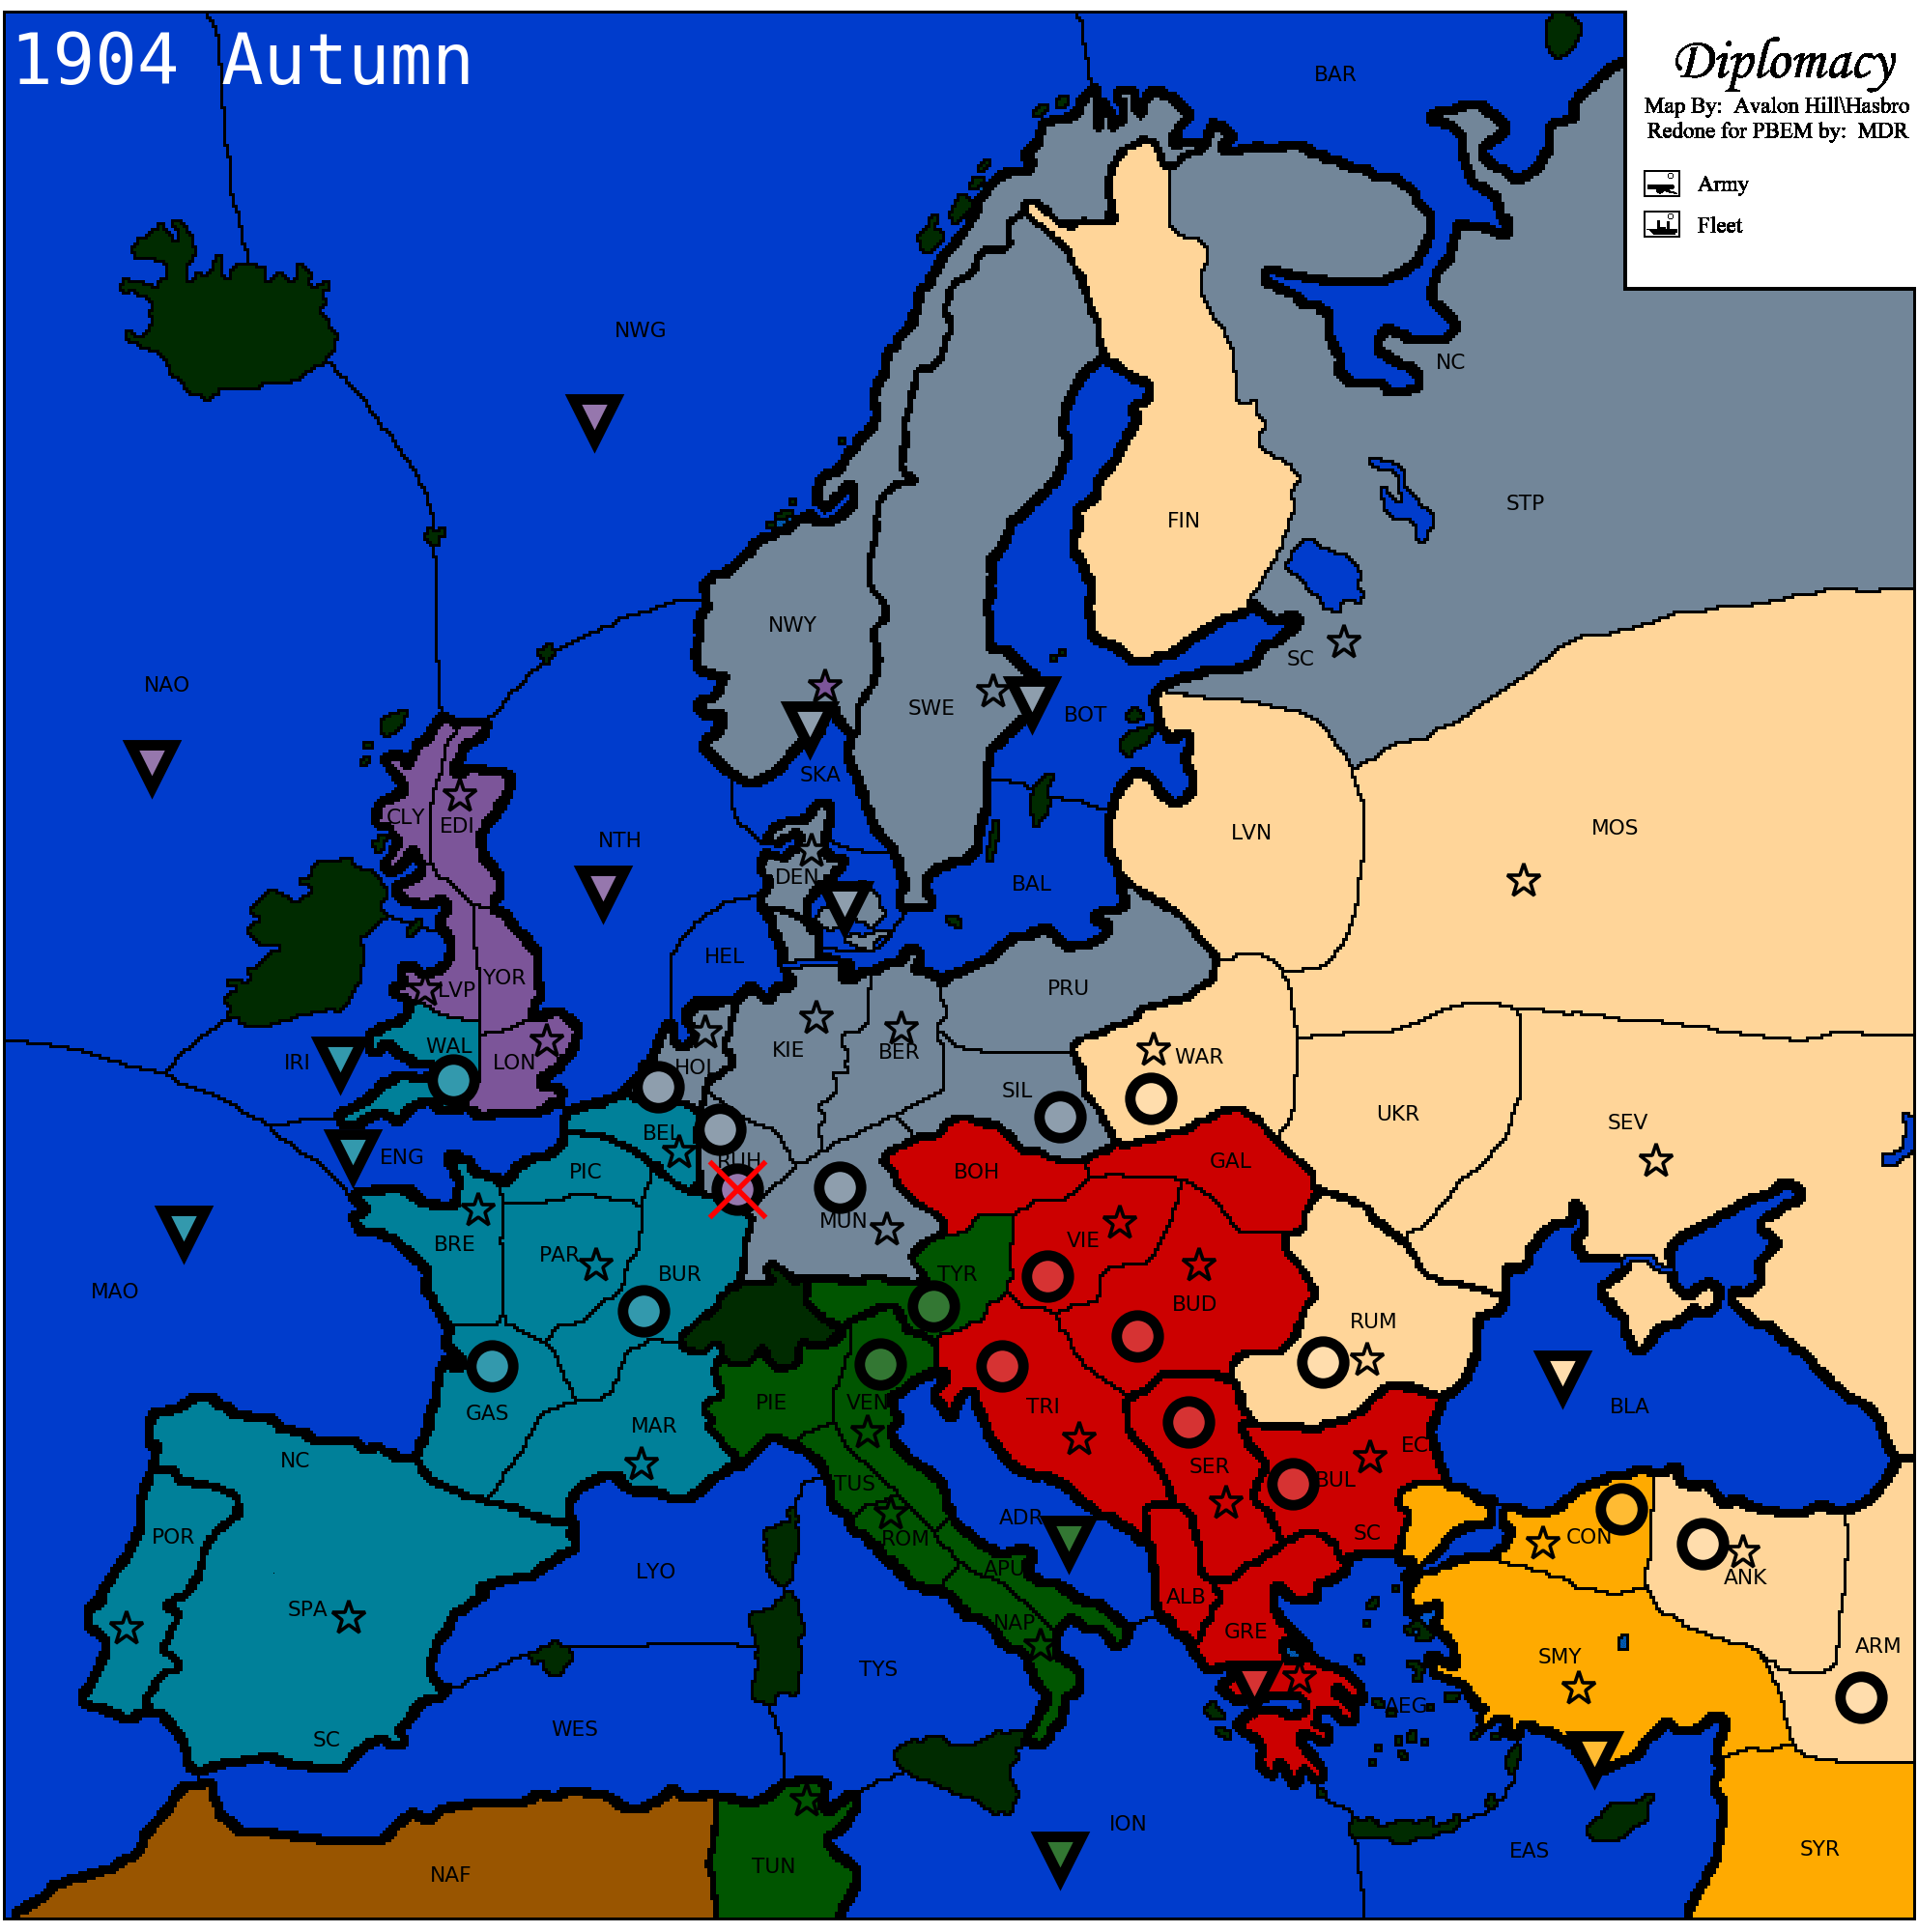 1904 Autumn
Diplomacy
Map By: Avalon Hill\Hasbro
Redone for PBEM by: MDR
Army
Fleet
BAR
NWG
NC
STP
FIN
NWY
SC
NAO
SWE
BOT
SKA
CLY
EDI
NTH
LVN
MOS
DEN
BAL
HEL
YOR
LVP
PRU
IRI
WAL
LON
HOL
KIE
BER
WAR
SIL
UKR
SEV
BEL
ENG
PIC
RUH
BOH
GAL
MUN
BRE
PAR
BUR
VIE
TYR
MAO
BUD
RUM
GAS
MAR
PIE
VEN
TRI
BLA
NC
TUS
SER
BUL
EC
POR
ROM
ADR
SC
CON
LYO
APU
ANK
SPA
NAP
ALB
GRE
ARM
TYS
SMY
WES
SC
AEG
ION
EAS
SYR
NAF
TUN